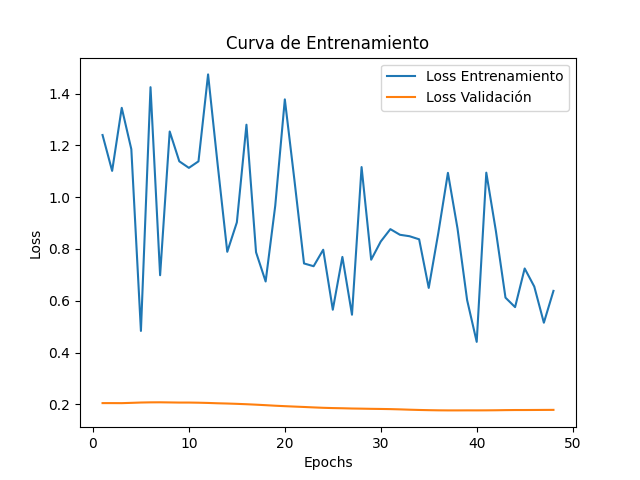 Curva de Entrenamiento
Loss Entrenamiento
Loss Validación
Loss
1.4
1.2
1.0
0.8
0.6
0.4
0.2
0 10 20 30 40 50
Epochs